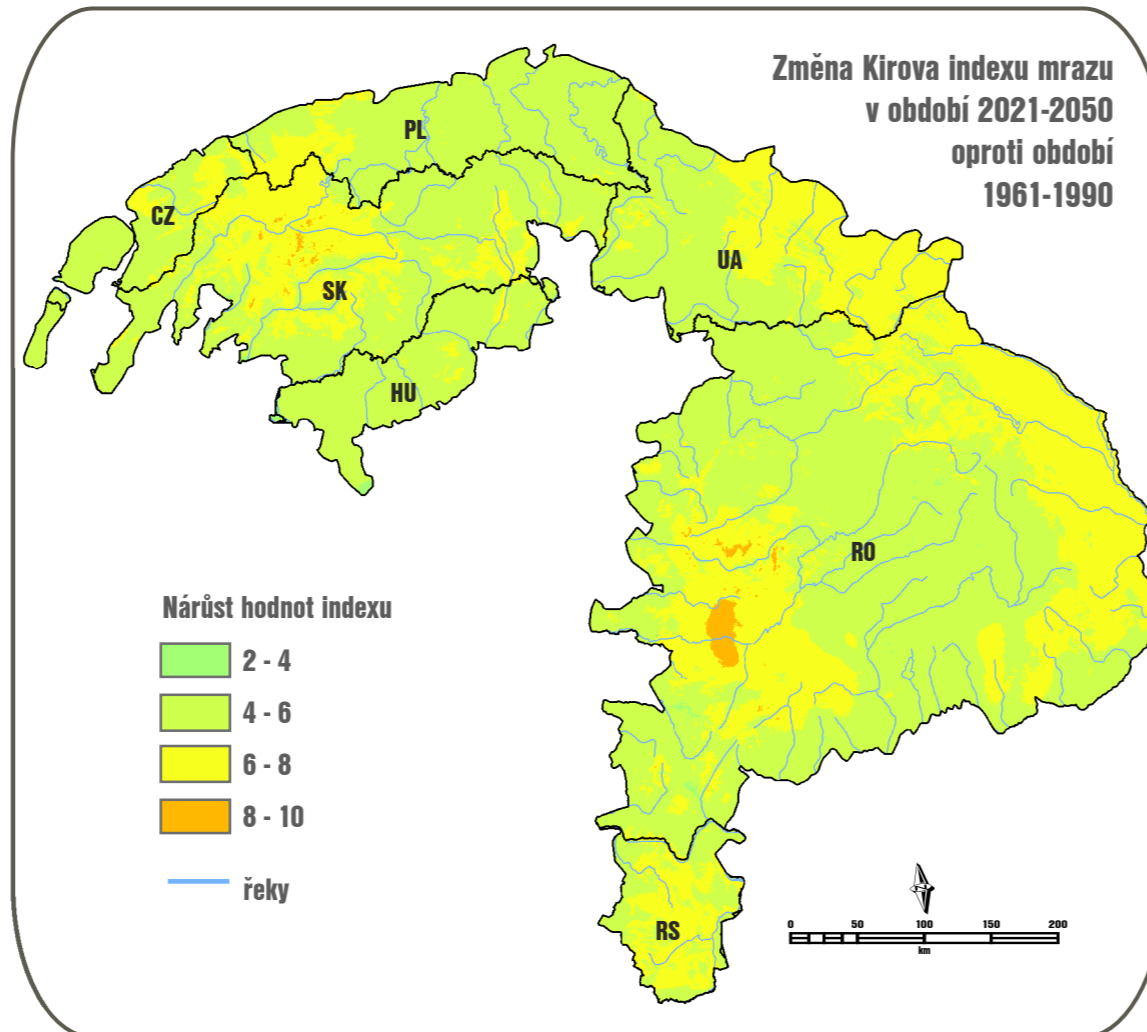 Změna Kirova indexu mrazu
v období 2021-2050
oproti období
1961-1990
PL
CZ
UA
SK
HU
RO
Nárůst hodnot indexu
2 - 4
4 - 6
6 - 8
8 - 10
řeky
RS
0 50 100 150 200
km